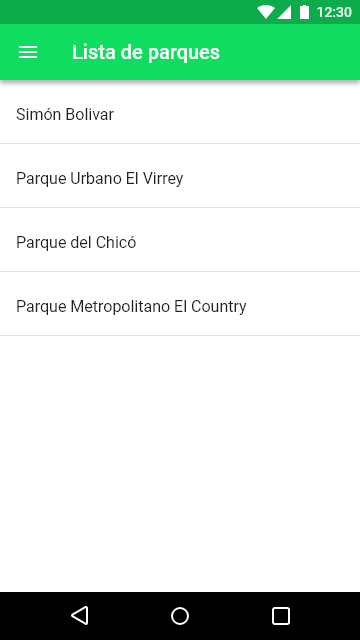 12:30
Lista de parques
Simón Bolivar
Parque Urbano El Virrey
Parque del Chicó
Parque Metropolitano El Country